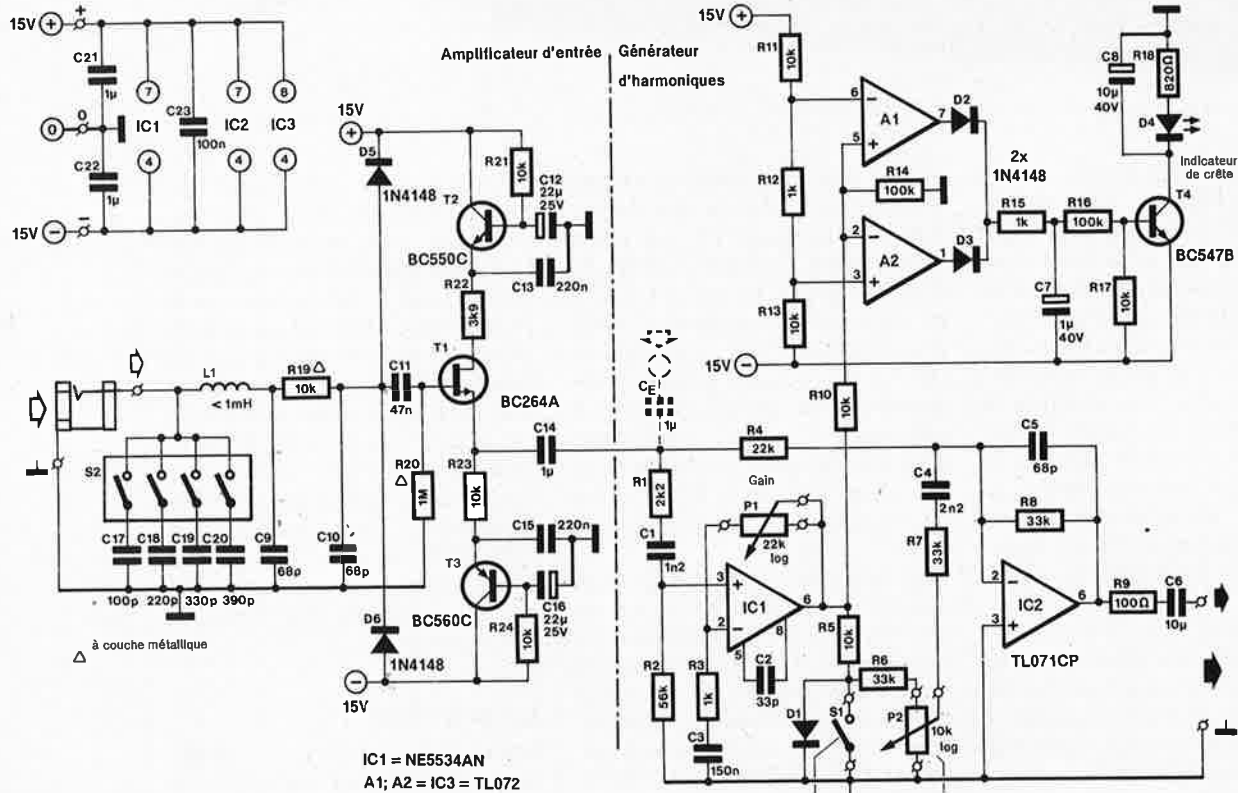 15V + +
C21
1µ
0 0
C22
1µ
15V – –
7
IC1
4
C23
100n
7
IC2
4
8
IC3
4
Amplificateur d'entrée
Générateur
d'harmoniques
15V
+
D5
1N4148
R21
10k
C12
22µ
25V
T2
BC550C
C13
220n
R22
3k9
T1
BC264A
L1
< 1mH
R19 △
10k
C11
47n
R20
△
1M
S2
C17
100p
C18
220p
C19
330p
C20
390p
C9
68p
C10
68p
△ à couche métallique
C14
1µ
R23
10k
C15
220n
T3
BC560C
C16
22µ
25V
R24
10k
D6
1N4148
–
15V
IC1 = NE5534AN
A1; A2 = IC3 = TL072
15V +
R11
10k
R12
1k
R13
10k
15V –
6
–
5
+
A1
7
D2
R14
100k
2
–
3
+
A2
1
D3
2x
1N4148
R15
1k
R16
100k
C7
1µ
40V
R17
10k
C8
10µ
40V
R18
820Ω
D4
Indicateur
de crête
T4
BC547B
CE
1µ
R10
10k
R4
22k
R1
2k2
C1
1n2
Gain
P1
22k
log
3
+
2
–
IC1
6
5
8
C2
33p
R2
56k
R3
1k
C3
150n
R5
10k
D1
S1
R6
33k
P2
10k
log
C4
2n2
R7
33k
C5
68p
R8
33k
2
–
3
+
IC2
6
TL071CP
R9
100Ω
C6
10µ